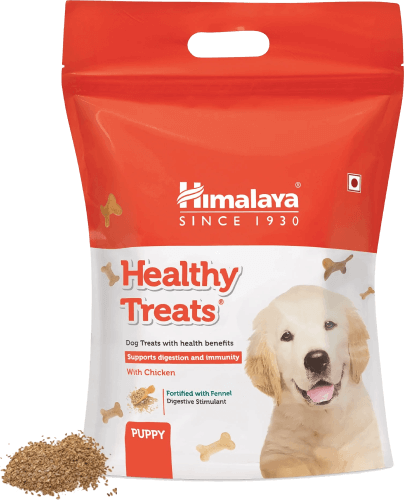 Himalaya®
SINCE 1930
Healthy
Treats®
Dog Treats with health benefits
Supports digestion and immunity
With Chicken
Fortified with Fennel
Digestive Stimulant
PUPPY